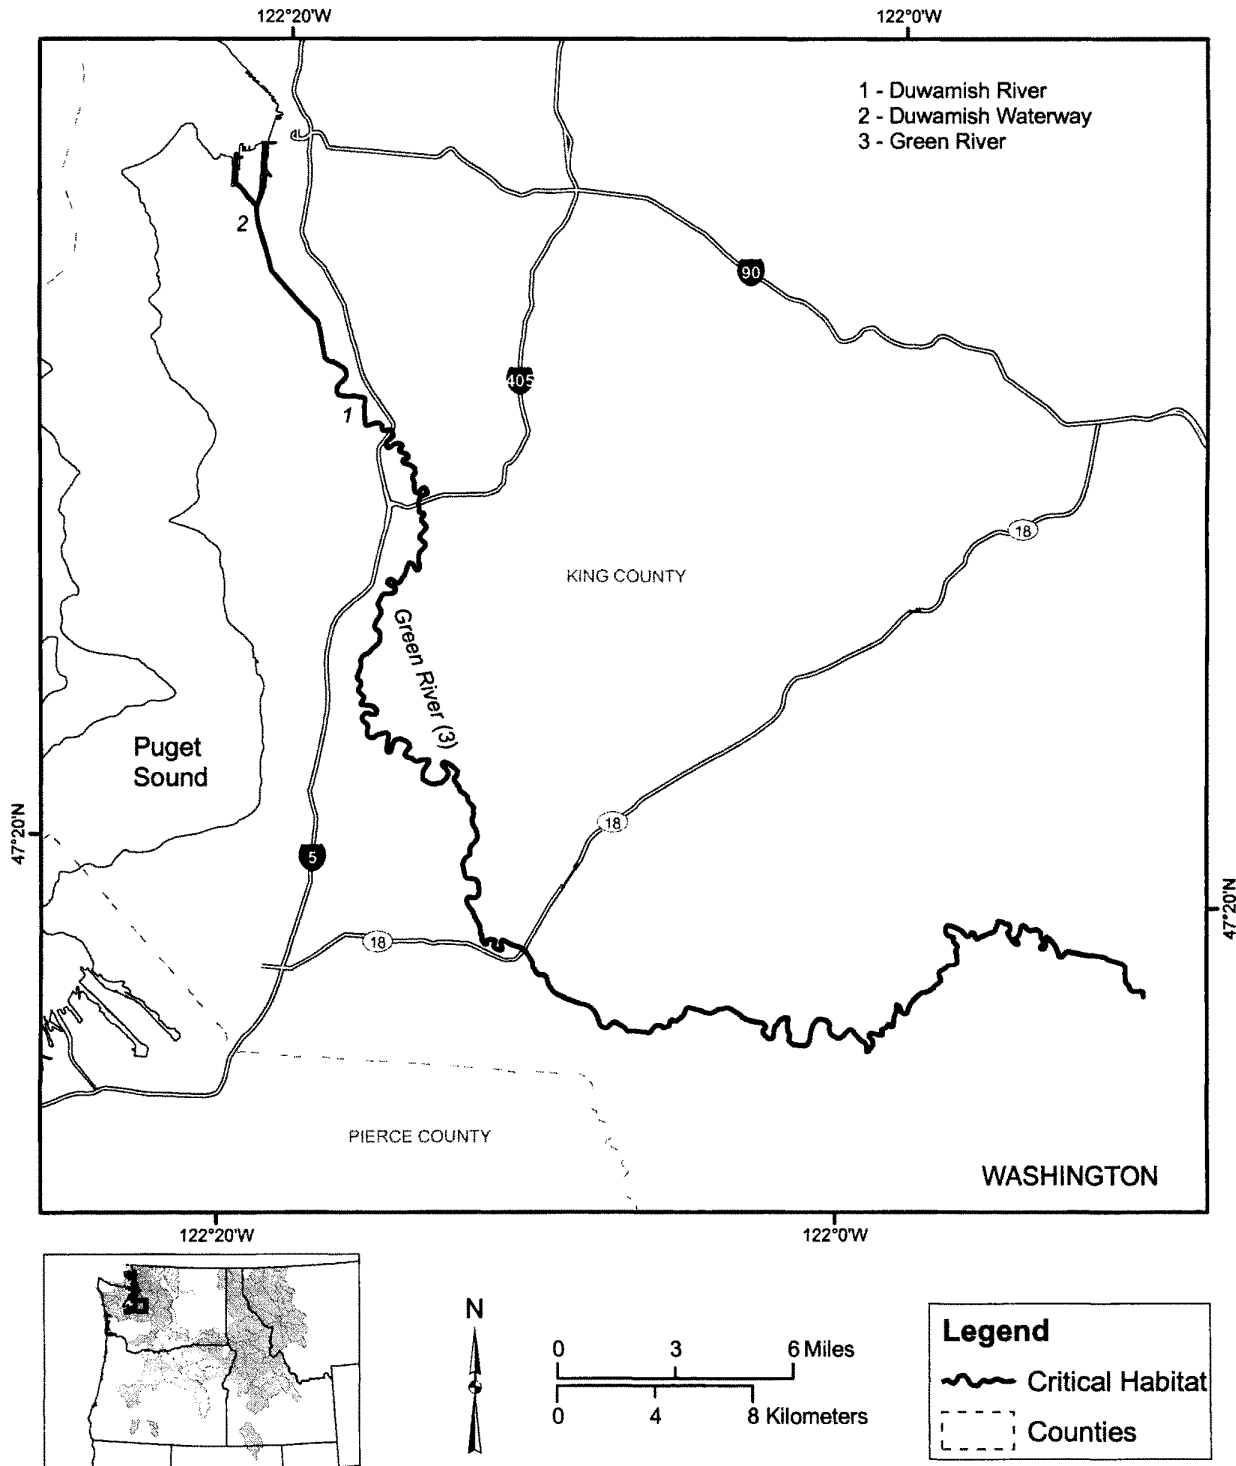 122°20'W
122°0'W
1 - Duwamish River
2 - Duwamish Waterway
3 - Green River
2
90
405
1
18
KING COUNTY
Green River (3)
Puget
Sound
47°20'N
18
5
47°20'N
18
PIERCE COUNTY
WASHINGTON
122°20'W
122°0'W
N
0 3 6 Miles
0 4 8 Kilometers
Legend
Critical Habitat
Counties